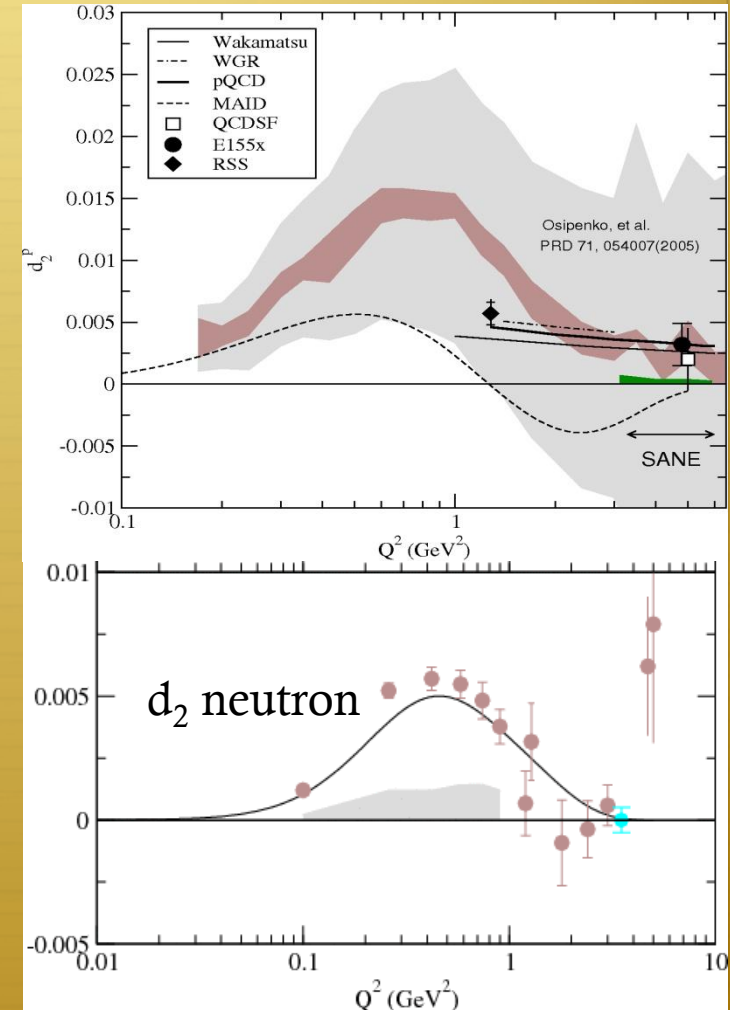 0.03
0.025
0.02
0.015
0.01
0.005
0
-0.005
-0.01
d₂ᵖ
Wakamatsu
WGR
pQCD
MAID
QCDSF
E155x
RSS
Osipenko, et al.
PRD 71, 054007(2005)
SANE
0.1
1
Q² (GeV²)
0.01
0.005
0
-0.005
d₂ neutron
0.01
0.1
1
10
Q² (GeV²)